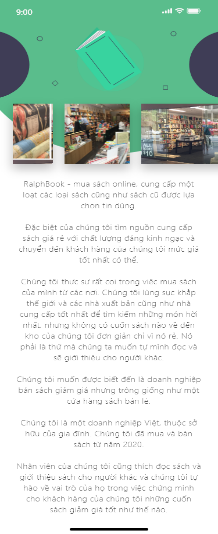 9:00
RalphBook - mua sách online, cung cấp một
loạt các loại sách cũng như sách cũ được lựa
chọn tin dùng.
Đặc biệt của chúng tôi tìm nguồn cung cấp
sách giá rẻ với chất lượng đáng kinh ngạc và
chuyển đến khách hàng của chúng tôi mức giá
tốt nhất có thể.
Chúng tôi thực sự rất coi trọng việc mua sách
của mình từ các nơi. Chúng tôi lùng sục khắp
thế giới và các nhà xuất bản cũng như nhà
cung cấp tốt nhất để tìm kiếm những món hời
nhất, nhưng không có cuốn sách nào về đến
kho của chúng tôi đơn giản chỉ vì nó rẻ. Nó
phải là thứ mà chúng ta muốn tự mình đọc và
sẽ giới thiệu cho người khác.
Chúng tôi muốn được biết đến là doanh nghiệp
bán sách giảm giá nhưng trông giống như một
cửa hàng sách bán lẻ.
Chúng tôi là một doanh nghiệp Việt, thuộc sở
hữu của gia đình. Chúng tôi đã mua và bán
sách từ năm 2020.
Nhân viên của chúng tôi cũng thích đọc sách và
giới thiệu sách cho người khác và chúng tôi tự
hào về vai trò của họ trong việc chứng minh
cho khách hàng của chúng tôi những cuốn
sách giảm giá tốt như thế nào.